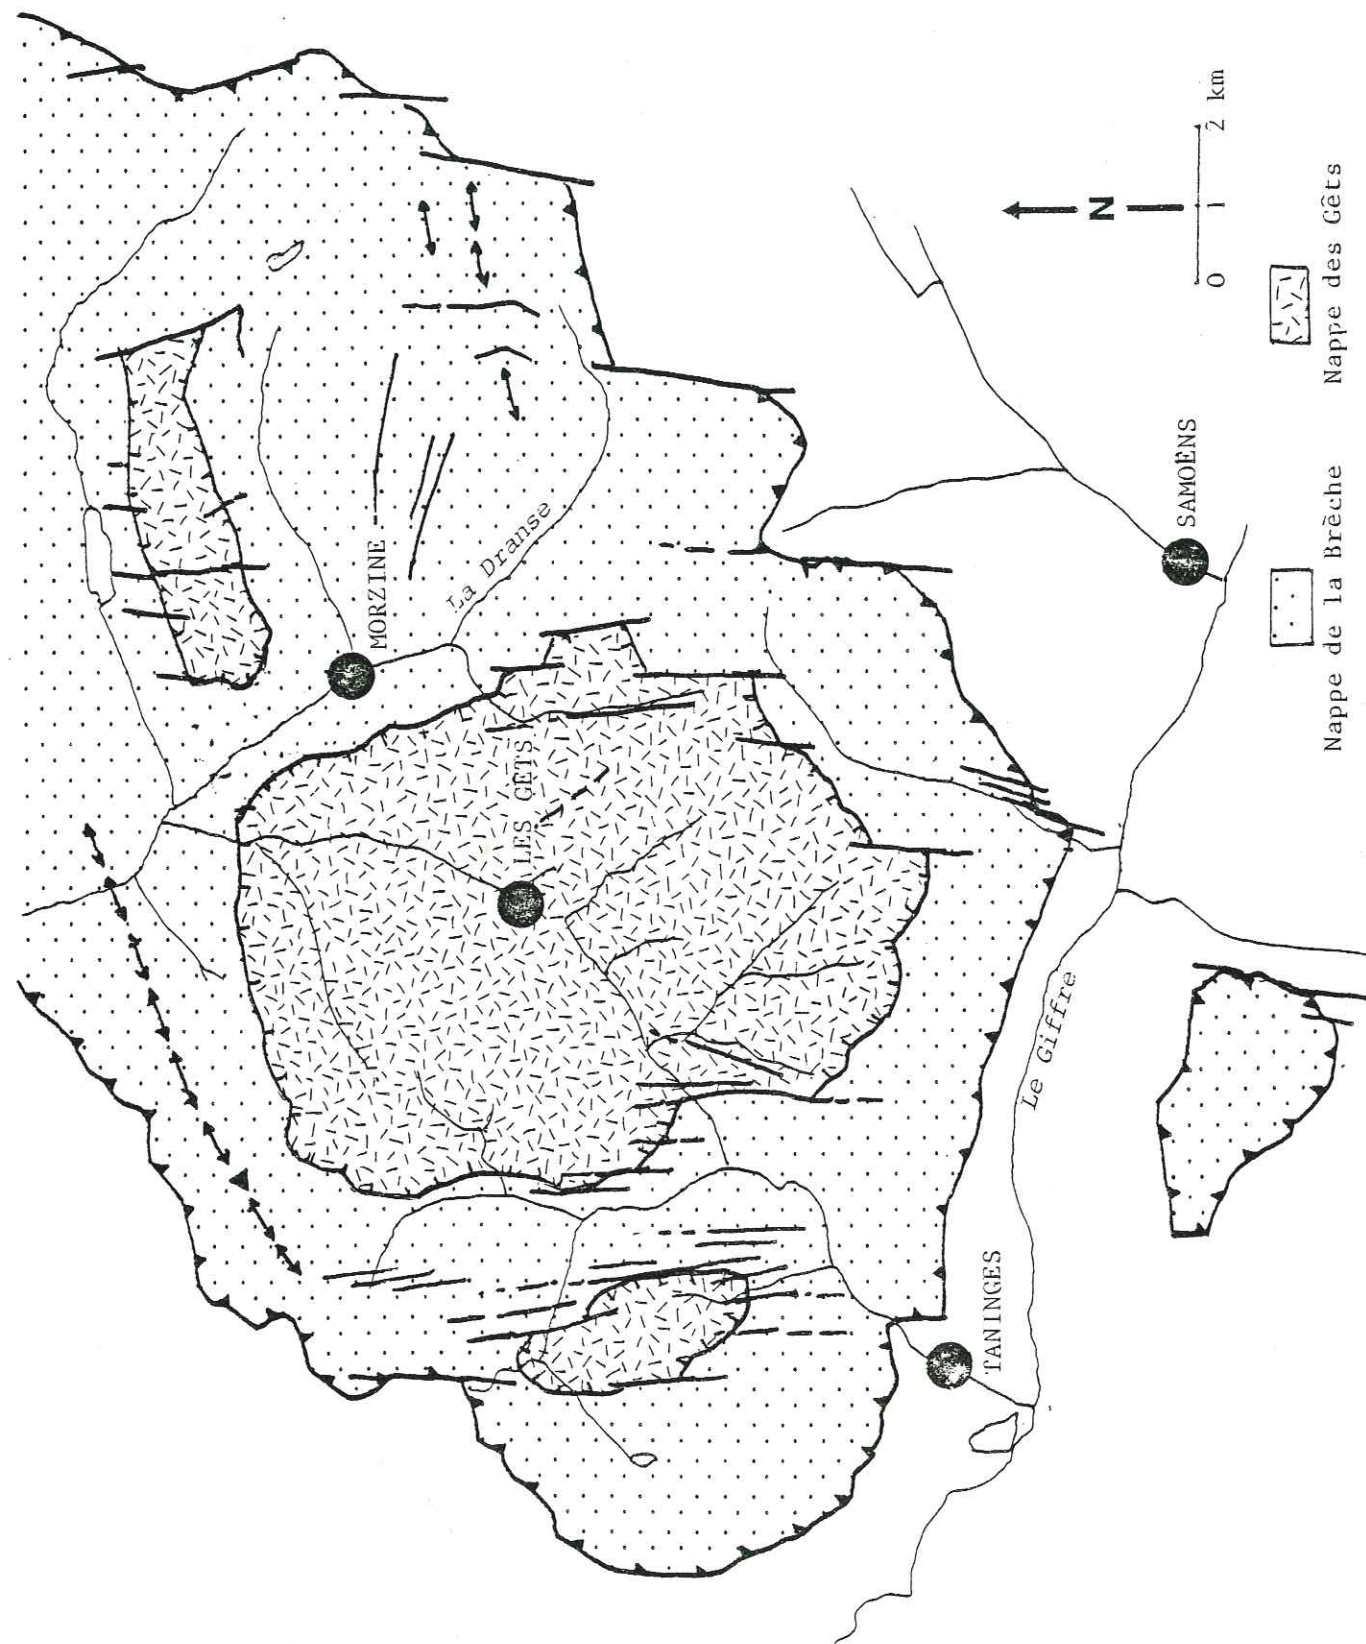 MORZINE
La Dranse
LES GETS
SAMOËNS
TANINGES
Le Giffre
N
0 1 2 km
Nappe de la Brèche
Nappe des Gêts